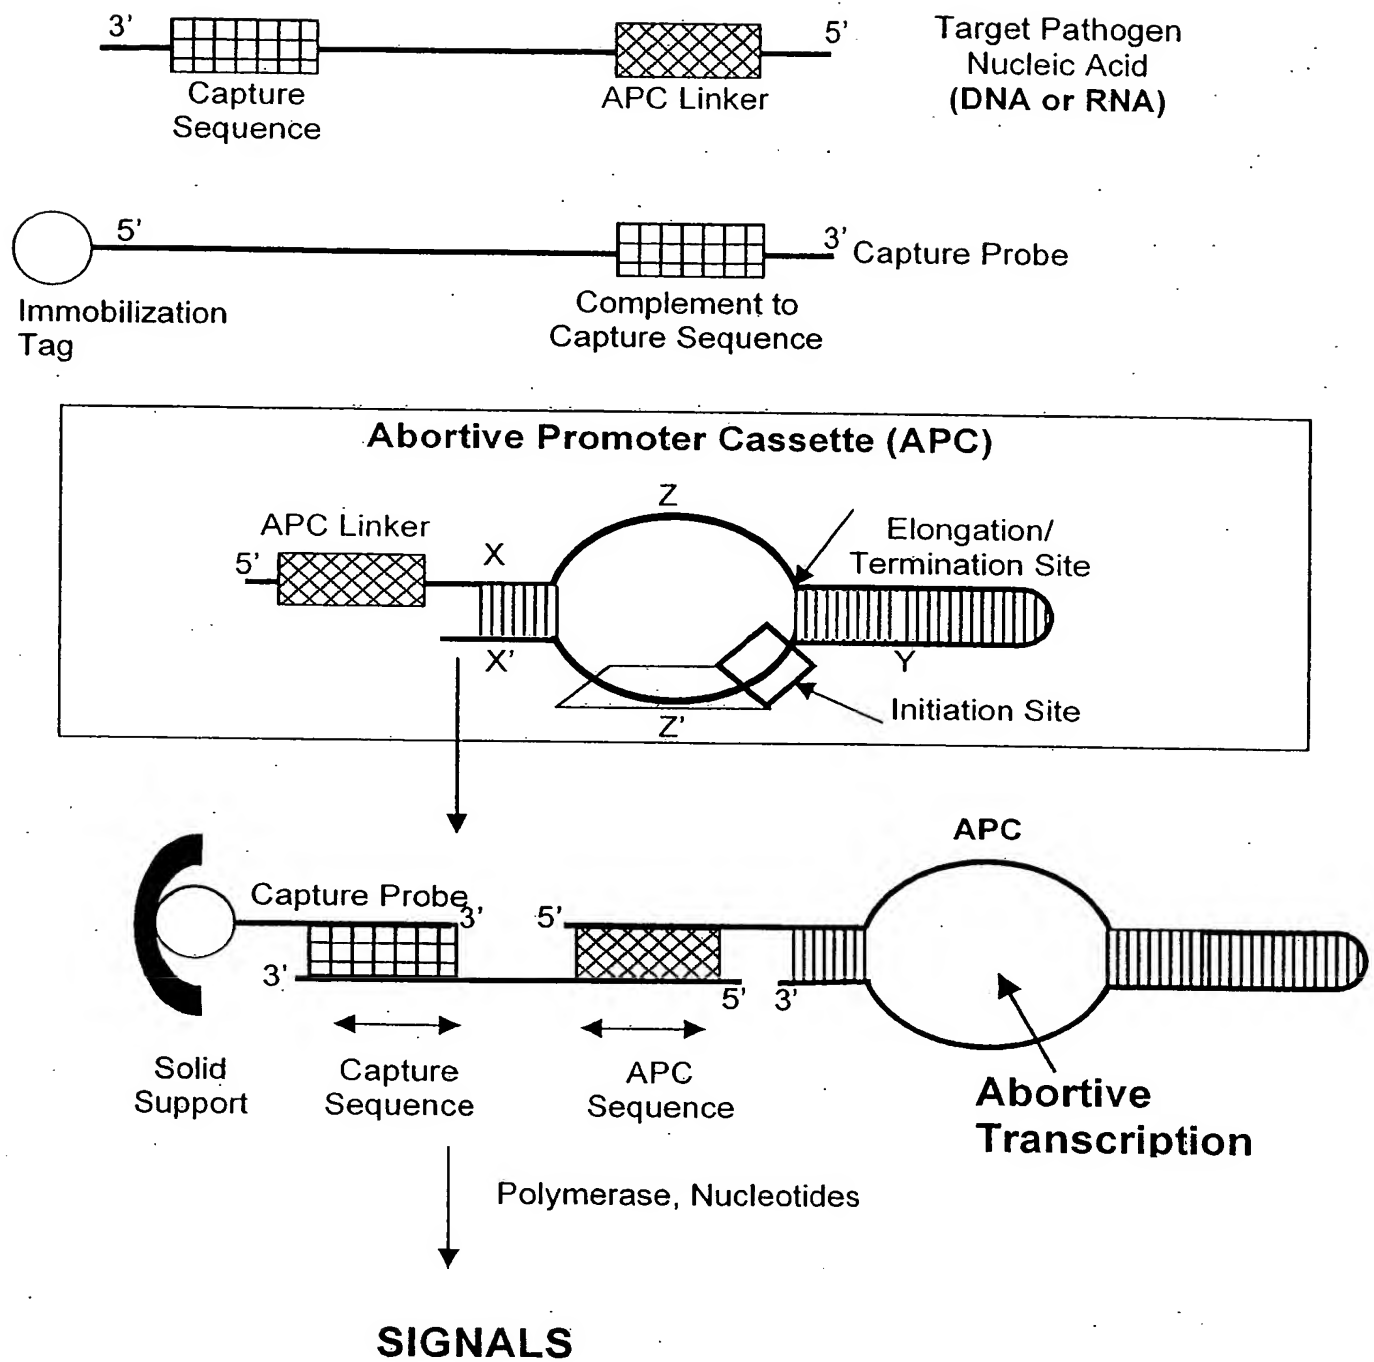 3'
5'
Target Pathogen
Nucleic Acid
(DNA or RNA)
Capture
Sequence
APC Linker
5'
3'
Capture Probe
Immobilization
Tag
Complement to
Capture Sequence
Abortive Promoter Cassette (APC)
Z
APC Linker
5'
X
Elongation/
Termination Site
X'
Y
Z'
Initiation Site
APC
Capture Probe
3'
5'
3'
5'
3'
Solid
Support
Capture
Sequence
APC
Sequence
Abortive
Transcription
Polymerase, Nucleotides
SIGNALS